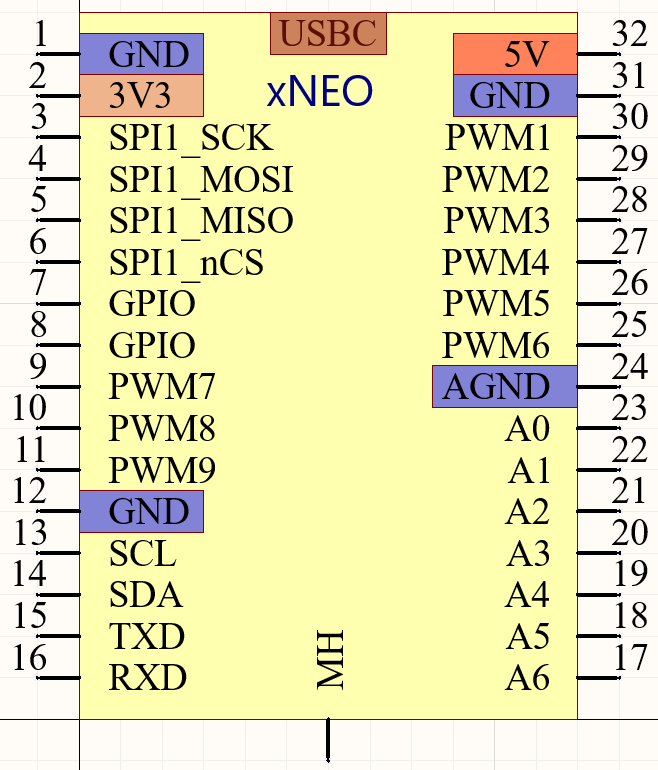 USBC
1 GND 5V 32
2 3V3 xNEO GND 31
3 SPI1_SCK PWM1 30
4 SPI1_MOSI PWM2 29
5 SPI1_MISO PWM3 28
6 SPI1_nCS PWM4 27
7 GPIO PWM5 26
8 GPIO PWM6 25
9 PWM7 AGND 24
10 PWM8 A0 23
11 PWM9 A1 22
12 GND A2 21
13 SCL A3 20
14 SDA A4 19
15 TXD A5 18
16 RXD A6 17
MH